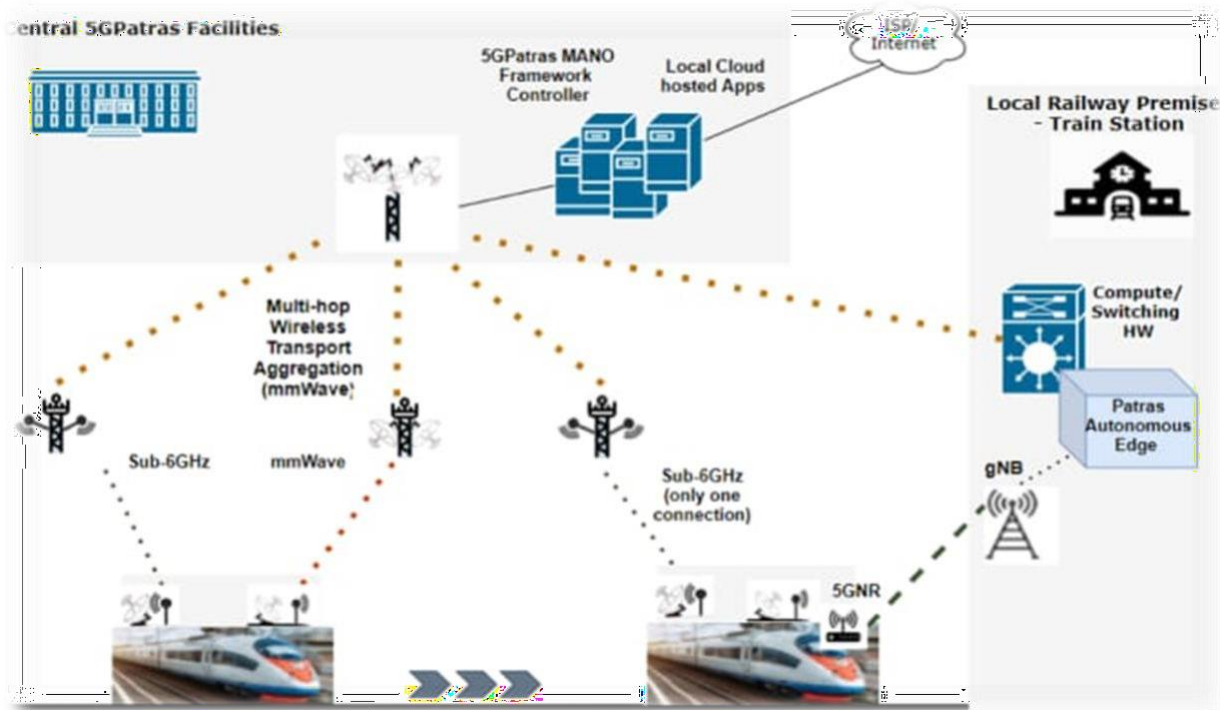 entral 5GPatras Facilities
ISP/
Internet
5GPatras MANO
Framework
Controller
Local Cloud
hosted Apps
Local Railway Premise
- Train Station
Multi-hop
Wireless
Transport
Aggregation
(mmWave)
Compute/
Switching
HW
Patras
Autonomous
Edge
Sub-6GHz
mmWave
Sub-6GHz
(only one
connection)
gNB
5GNR